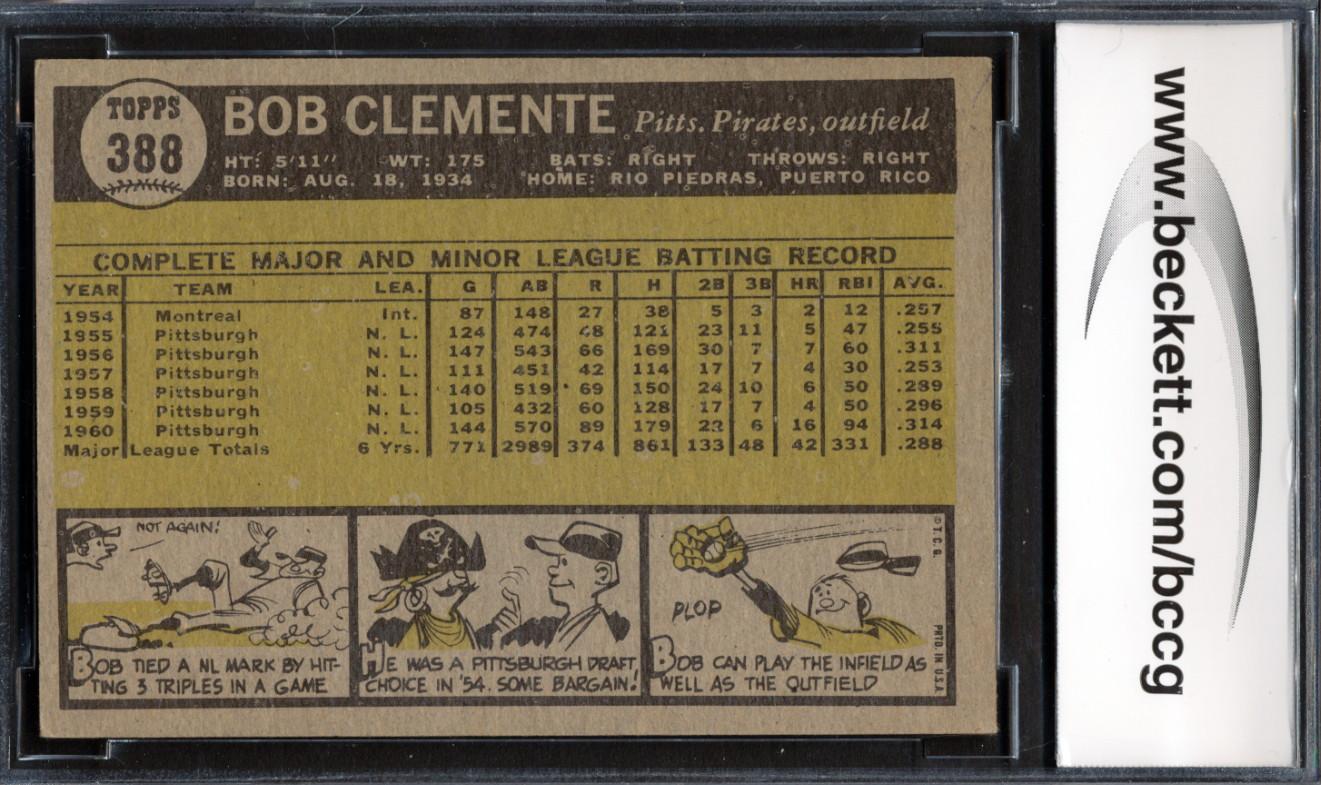 TOPPS
388
BOB CLEMENTE Pitts. Pirates, outfield
HT: 5'11" WT: 175 BATS: RIGHT THROWS: RIGHT
BORN: AUG. 18, 1934 HOME: RIO PIEDRAS, PUERTO RICO
COMPLETE MAJOR AND MINOR LEAGUE BATTING RECORD
YEAR TEAM LEA. G AB R H 2B 3B HR RBI AVG.
1954 Montreal Int. 87 148 27 38 5 3 2 12 .257
1955 Pittsburgh N. L. 124 474 48 121 23 11 5 47 .255
1956 Pittsburgh N. L. 147 543 66 169 30 7 7 60 .311
1957 Pittsburgh N. L. 111 451 42 114 17 7 4 30 .253
1958 Pittsburgh N. L. 140 519 69 150 24 10 6 50 .289
1959 Pittsburgh N. L. 105 432 60 128 17 7 4 50 .296
1960 Pittsburgh N. L. 144 570 89 179 22 6 16 94 .314
Major League Totals 6 Yrs. 771 2989 374 861 133 48 42 331 .288
NOT AGAIN!
BOB TIED A NL MARK BY HIT-
TING 3 TRIPLES IN A GAME
HE WAS A PITTSBURGH DRAFT
CHOICE IN '54. SOME BARGAIN!
PLOP
BOB CAN PLAY THE INFIELD AS
WELL AS THE OUTFIELD
© T. C. G.
PRTD. IN U.S.A.
www.beckett.com/bccg